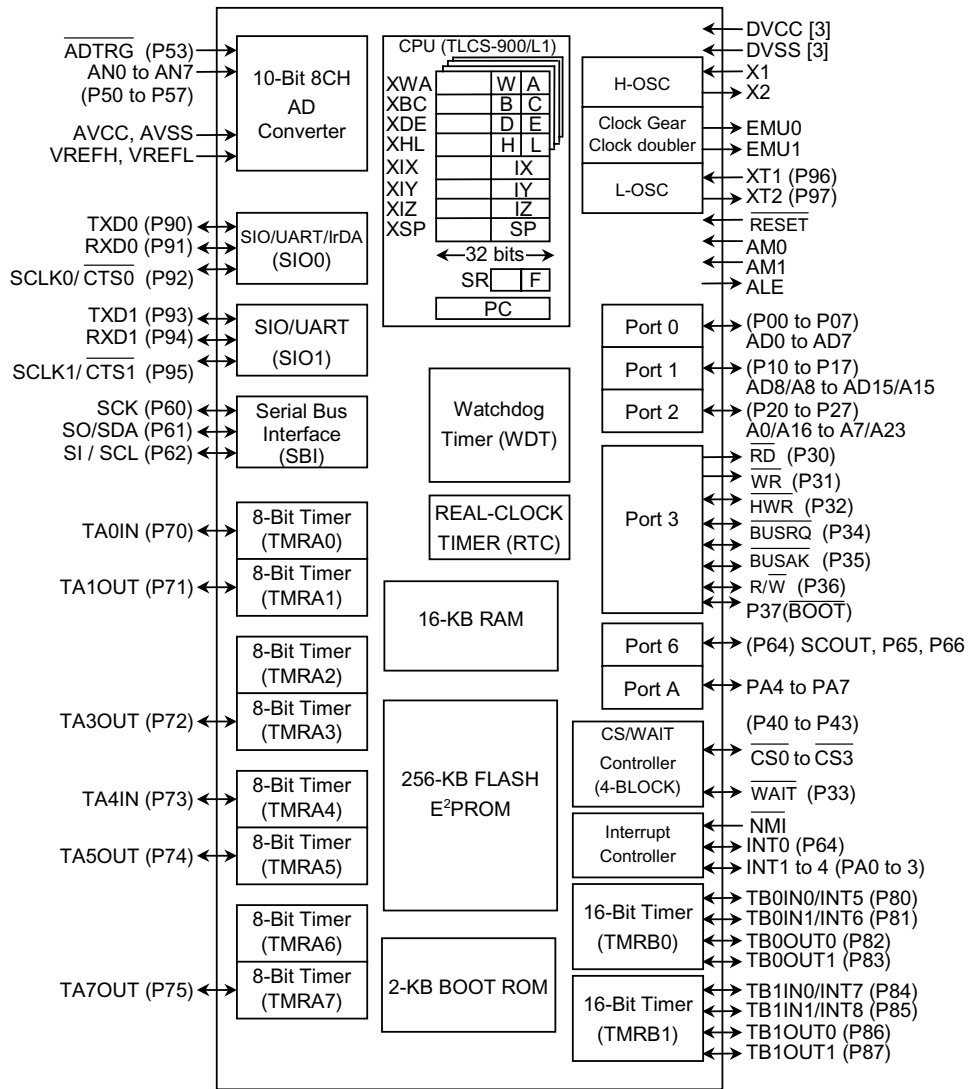 ADTRG (P53)
AN0 to AN7
(P50 to P57)
AVCC, AVSS
VREFH, VREFL
10-Bit 8CH
AD
Converter
TXD0 (P90)
RXD0 (P91)
SCLK0/ CTS0 (P92)
SIO/UART/IrDA
(SIO0)
TXD1 (P93)
RXD1 (P94)
SCLK1/ CTS1 (P95)
SIO/UART
(SIO1)
SCK (P60)
SO/SDA (P61)
SI / SCL (P62)
Serial Bus
Interface
(SBI)
TA0IN (P70)
8-Bit Timer
(TMRA0)
TA1OUT (P71)
8-Bit Timer
(TMRA1)
8-Bit Timer
(TMRA2)
TA3OUT (P72)
8-Bit Timer
(TMRA3)
TA4IN (P73)
8-Bit Timer
(TMRA4)
TA5OUT (P74)
8-Bit Timer
(TMRA5)
8-Bit Timer
(TMRA6)
TA7OUT (P75)
8-Bit Timer
(TMRA7)
CPU (TLCS-900/L1)
XWA W A
XBC B C
XDE D E
XHL H L
XIX IX
XIY IY
XIZ IZ
XSP SP
32 bits
SR F
PC
Watchdog
Timer (WDT)
REAL-CLOCK
TIMER (RTC)
16-KB RAM
256-KB FLASH
E²PROM
2-KB BOOT ROM
DVCC [3]
DVSS [3]
H-OSC
X1
X2
Clock Gear
Clock doubler
EMU0
EMU1
L-OSC
XT1 (P96)
XT2 (P97)
RESET
AM0
AM1
ALE
Port 0
(P00 to P07)
AD0 to AD7
Port 1
(P10 to P17)
AD8/A8 to AD15/A15
Port 2
(P20 to P27)
A0/A16 to A7/A23
Port 3
RD (P30)
WR (P31)
HWR (P32)
BUSRQ (P34)
BUSAK (P35)
R/W (P36)
P37(BOOT)
Port 6
(P64) SCOUT, P65, P66
Port A
PA4 to PA7
CS/WAIT
Controller
(4-BLOCK)
(P40 to P43)
CS0 to CS3
WAIT (P33)
Interrupt
Controller
NMI
INT0 (P64)
INT1 to 4 (PA0 to 3)
16-Bit Timer
(TMRB0)
TB0IN0/INT5 (P80)
TB0IN1/INT6 (P81)
TB0OUT0 (P82)
TB0OUT1 (P83)
16-Bit Timer
(TMRB1)
TB1IN0/INT7 (P84)
TB1IN1/INT8 (P85)
TB1OUT0 (P86)
TB1OUT1 (P87)